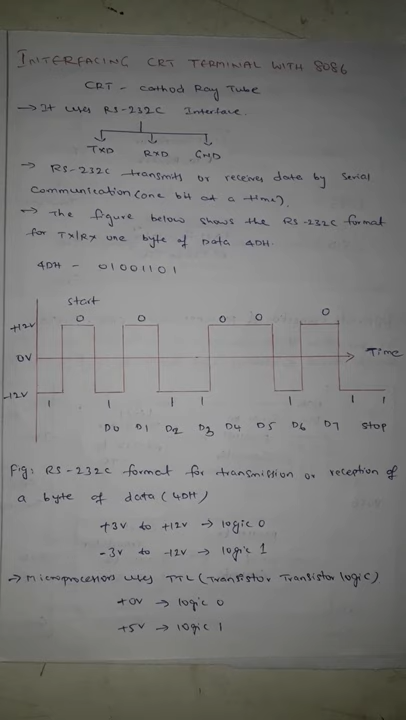 INTERFACING CRT TERMINAL WITH 8086
CRT - Cathod Ray Tube
→ It uses RS-232C Interface.
TXD RXD GND
→ RS-232C transmits or receives data by serial
communication (one bit at a time).
→ The figure below shows the RS-232C format
for TX/RX one byte of Data 4DH.
4DH - 01001101
start
+12V 0 0 0 0 0
0V Time
-12V 1 1 1 1 1 1 1
D0 D1 D2 D3 D4 D5 D6 D7 stop
Fig: RS-232C format for transmission or reception of
a byte of data (4DH)
+3V to +12V → logic 0
-3V to -12V → logic 1
→ Microprocessors uses TTL (Transistor Transistor logic)
+0V → logic 0
+5V → logic 1